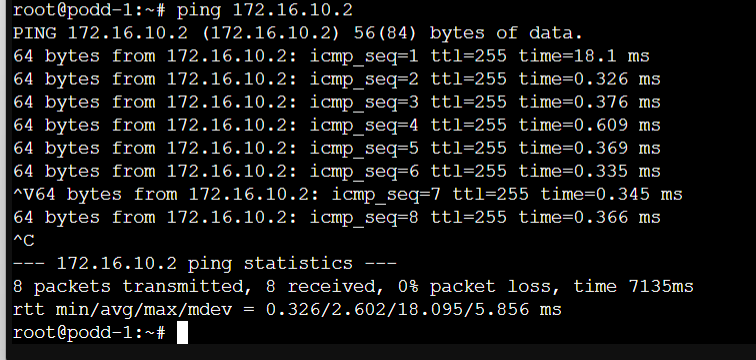 root@podd-1:~# ping 172.16.10.2
PING 172.16.10.2 (172.16.10.2) 56(84) bytes of data.
64 bytes from 172.16.10.2: icmp_seq=1 ttl=255 time=18.1 ms
64 bytes from 172.16.10.2: icmp_seq=2 ttl=255 time=0.326 ms
64 bytes from 172.16.10.2: icmp_seq=3 ttl=255 time=0.376 ms
64 bytes from 172.16.10.2: icmp_seq=4 ttl=255 time=0.609 ms
64 bytes from 172.16.10.2: icmp_seq=5 ttl=255 time=0.369 ms
64 bytes from 172.16.10.2: icmp_seq=6 ttl=255 time=0.335 ms
^V64 bytes from 172.16.10.2: icmp_seq=7 ttl=255 time=0.345 ms
64 bytes from 172.16.10.2: icmp_seq=8 ttl=255 time=0.366 ms
^C
--- 172.16.10.2 ping statistics ---
8 packets transmitted, 8 received, 0% packet loss, time 7135ms
rtt min/avg/max/mdev = 0.326/2.602/18.095/5.856 ms
root@podd-1:~#